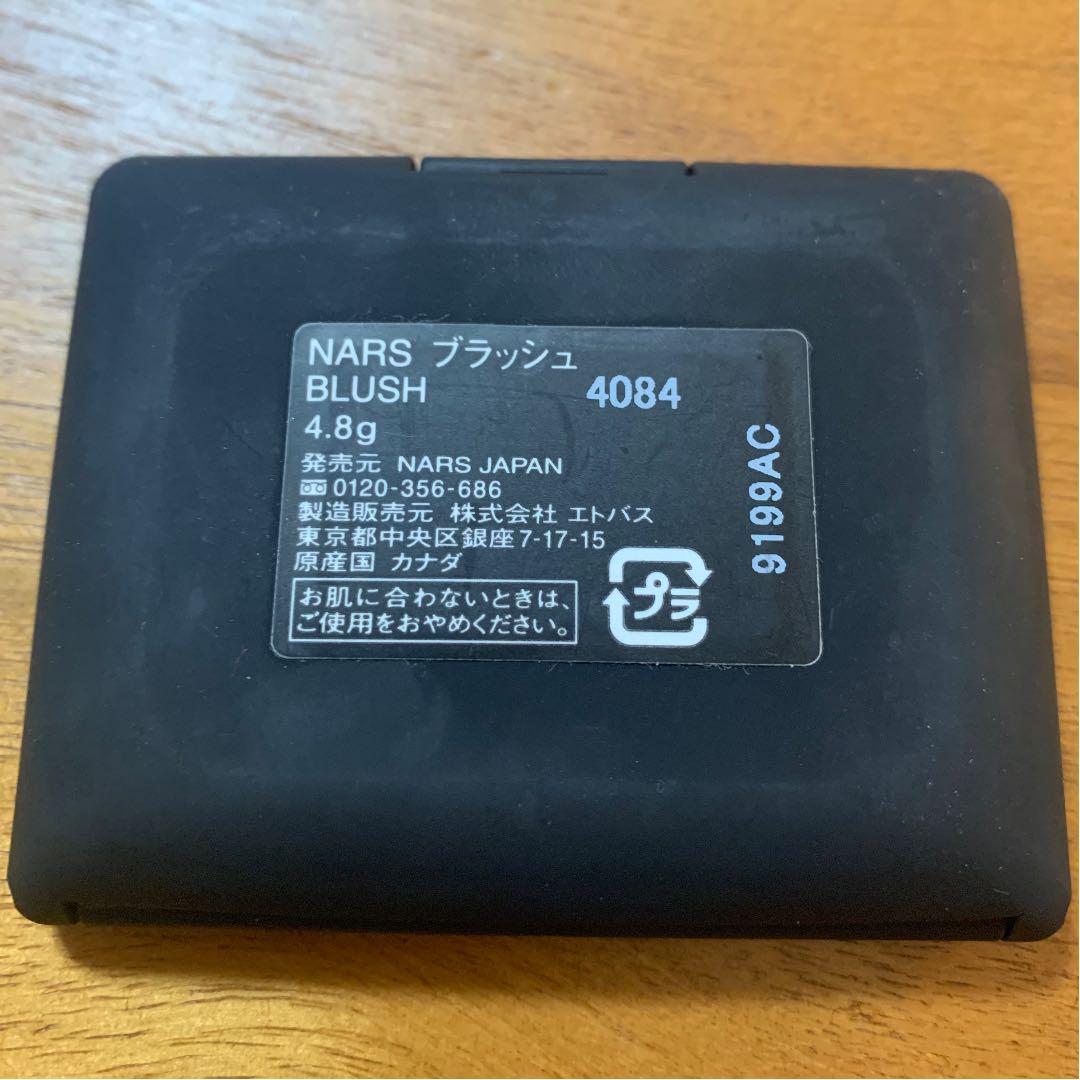 NARS ブラッシュ
BLUSH 4084
4.8g
発売元 NARS JAPAN
0120-356-686
製造販売元 株式会社 エトバス
東京都中央区銀座7-17-15
原産国 カナダ
お肌に合わないときは、
ご使用をおやめください。
プラ
9199AC